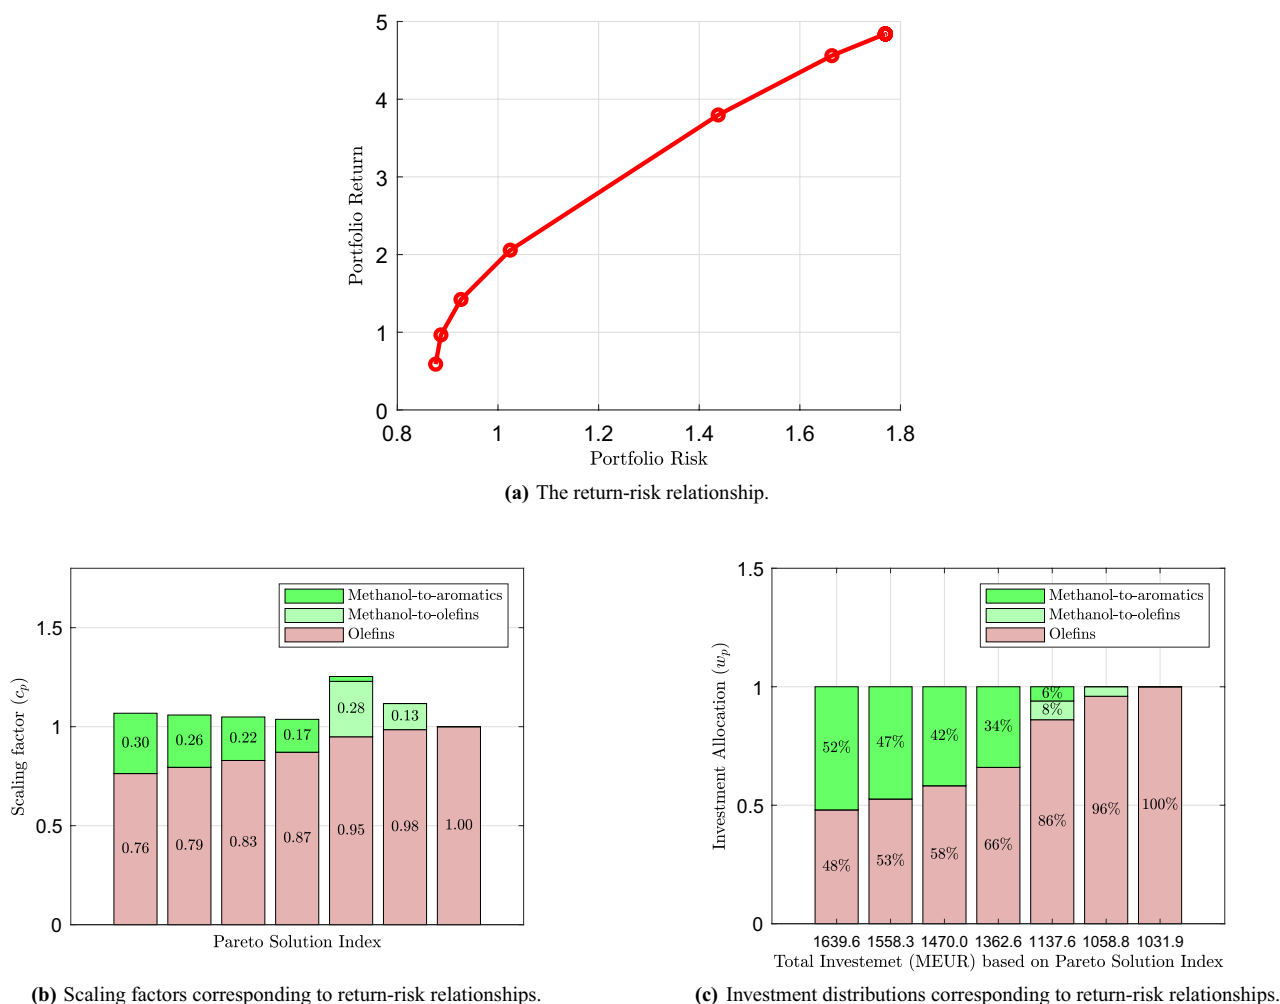 5
4
3
2
1
0
Portfolio Return
0.8 1 1.2 1.4 1.6 1.8
Portfolio Risk
(a) The return-risk relationship.
1.5
1
0.5
0
Scaling factor (c_p)
Methanol-to-aromatics
Methanol-to-olefins
Olefins
0.30 0.26 0.22 0.17 0.28 0.13
0.76 0.79 0.83 0.87 0.95 0.98 1.00
Pareto Solution Index
(b) Scaling factors corresponding to return-risk relationships.
1.5
1
0.5
0
Investment Allocation (w_p)
Methanol-to-aromatics
Methanol-to-olefins
Olefins
52% 47% 42% 34% 6%
8%
48% 53% 58% 66% 86% 96% 100%
1639.6 1558.3 1470.0 1362.6 1137.6 1058.8 1031.9
Total Investemet (MEUR) based on Pareto Solution Index
(c) Investment distributions corresponding to return-risk relationships.